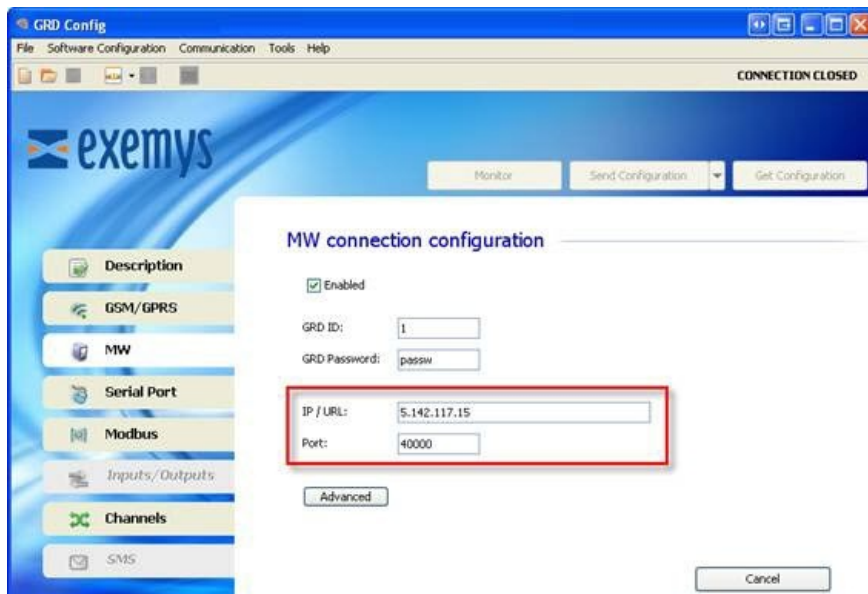 GRD Config
File Software Configuration Communication Tools Help
CONNECTION CLOSED
exemys
Monitor Send Configuration Get Configuration
MW connection configuration
Description
Enabled
GSM/GPRS
GRD ID: 1
MW
GRD Password: passw
Serial Port
IP / URL: 5.142.117.15
Modbus
Port: 40000
Inputs/Outputs
Advanced
Channels
SMS
Cancel